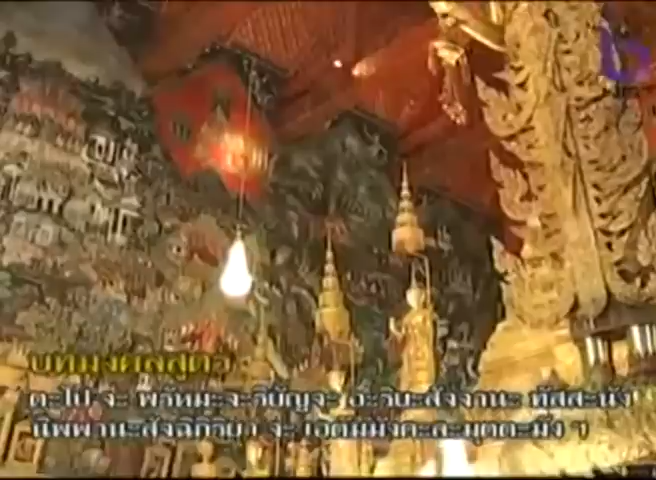 บทมงคลสูตร
ตะโป จะ พรัหมะจะริยัญจะ อะริยะสัจจานะ ทัสสะนัง
นิพพานะสัจฉิกิริยา จะ เอตัมมังคะละมุตตะมัง ฯ